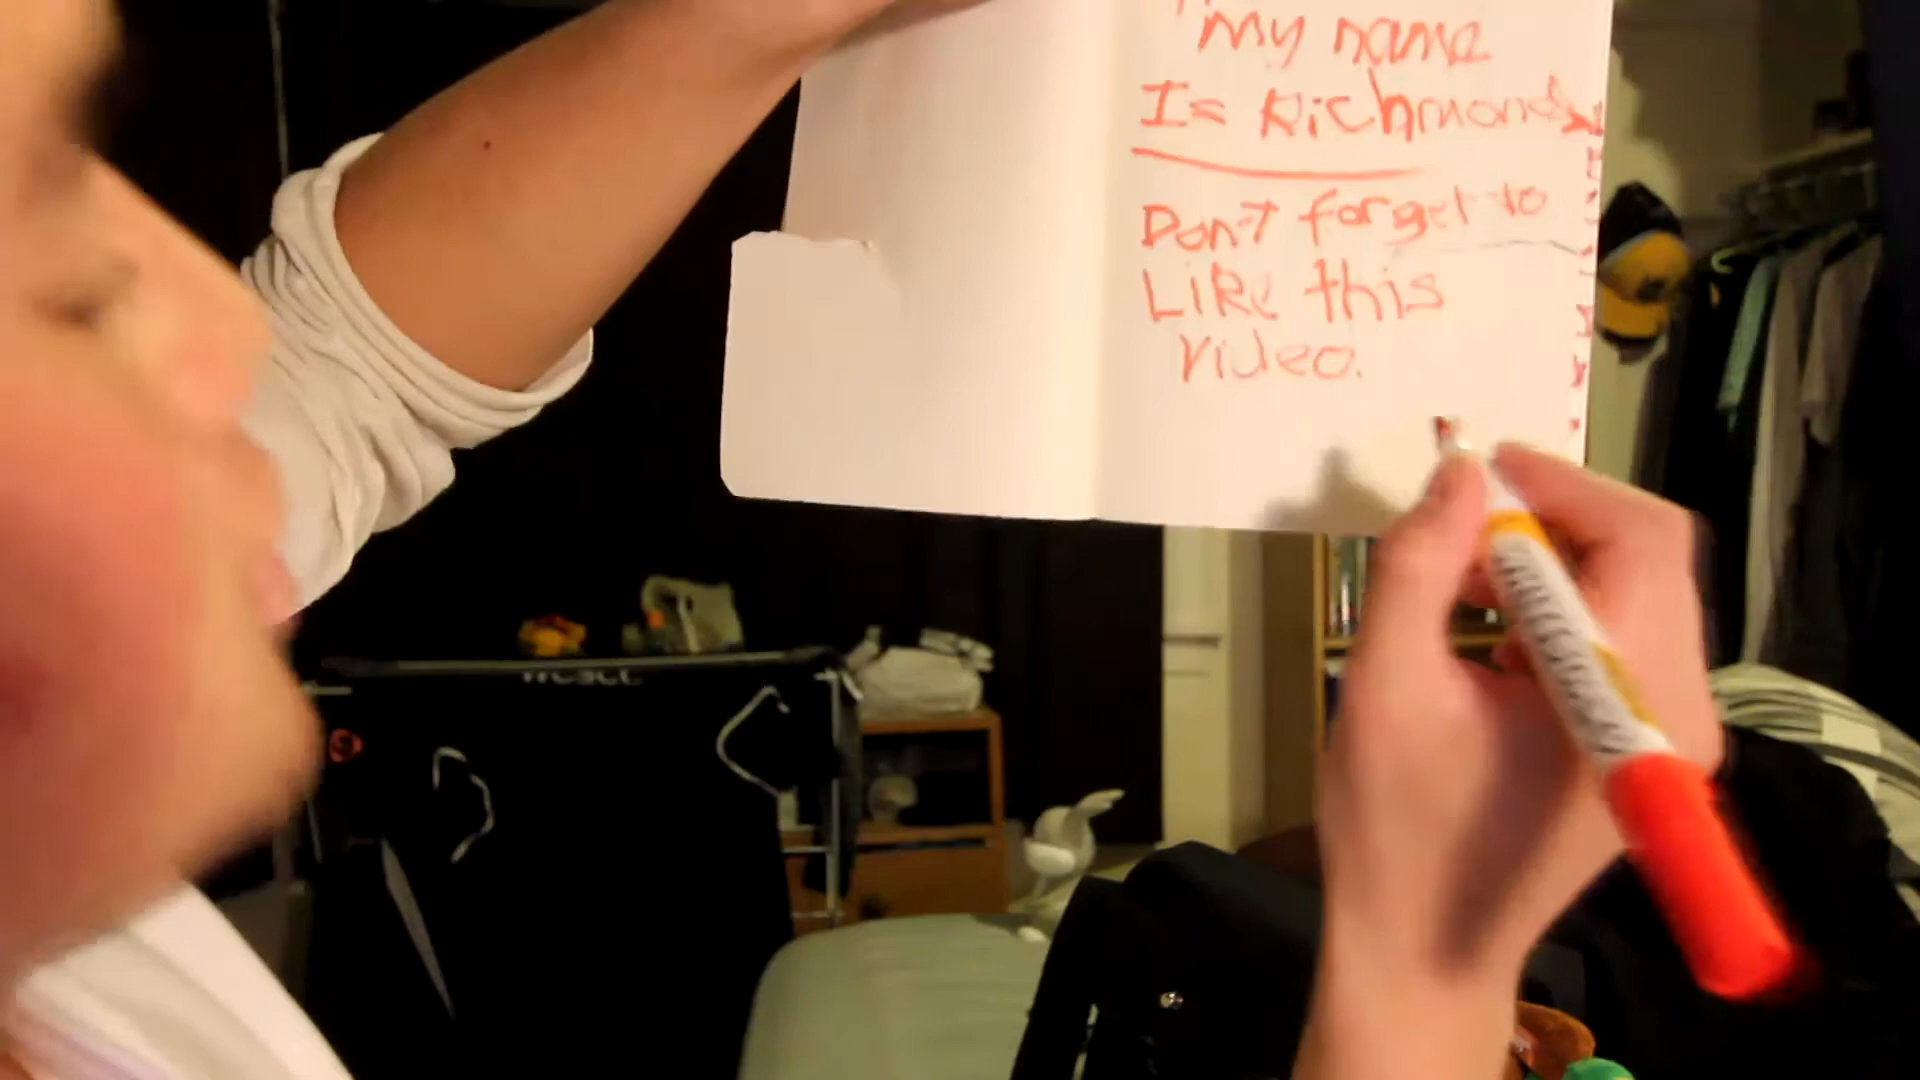 my name
Is Richmond
Don't forget to
Like this
video.